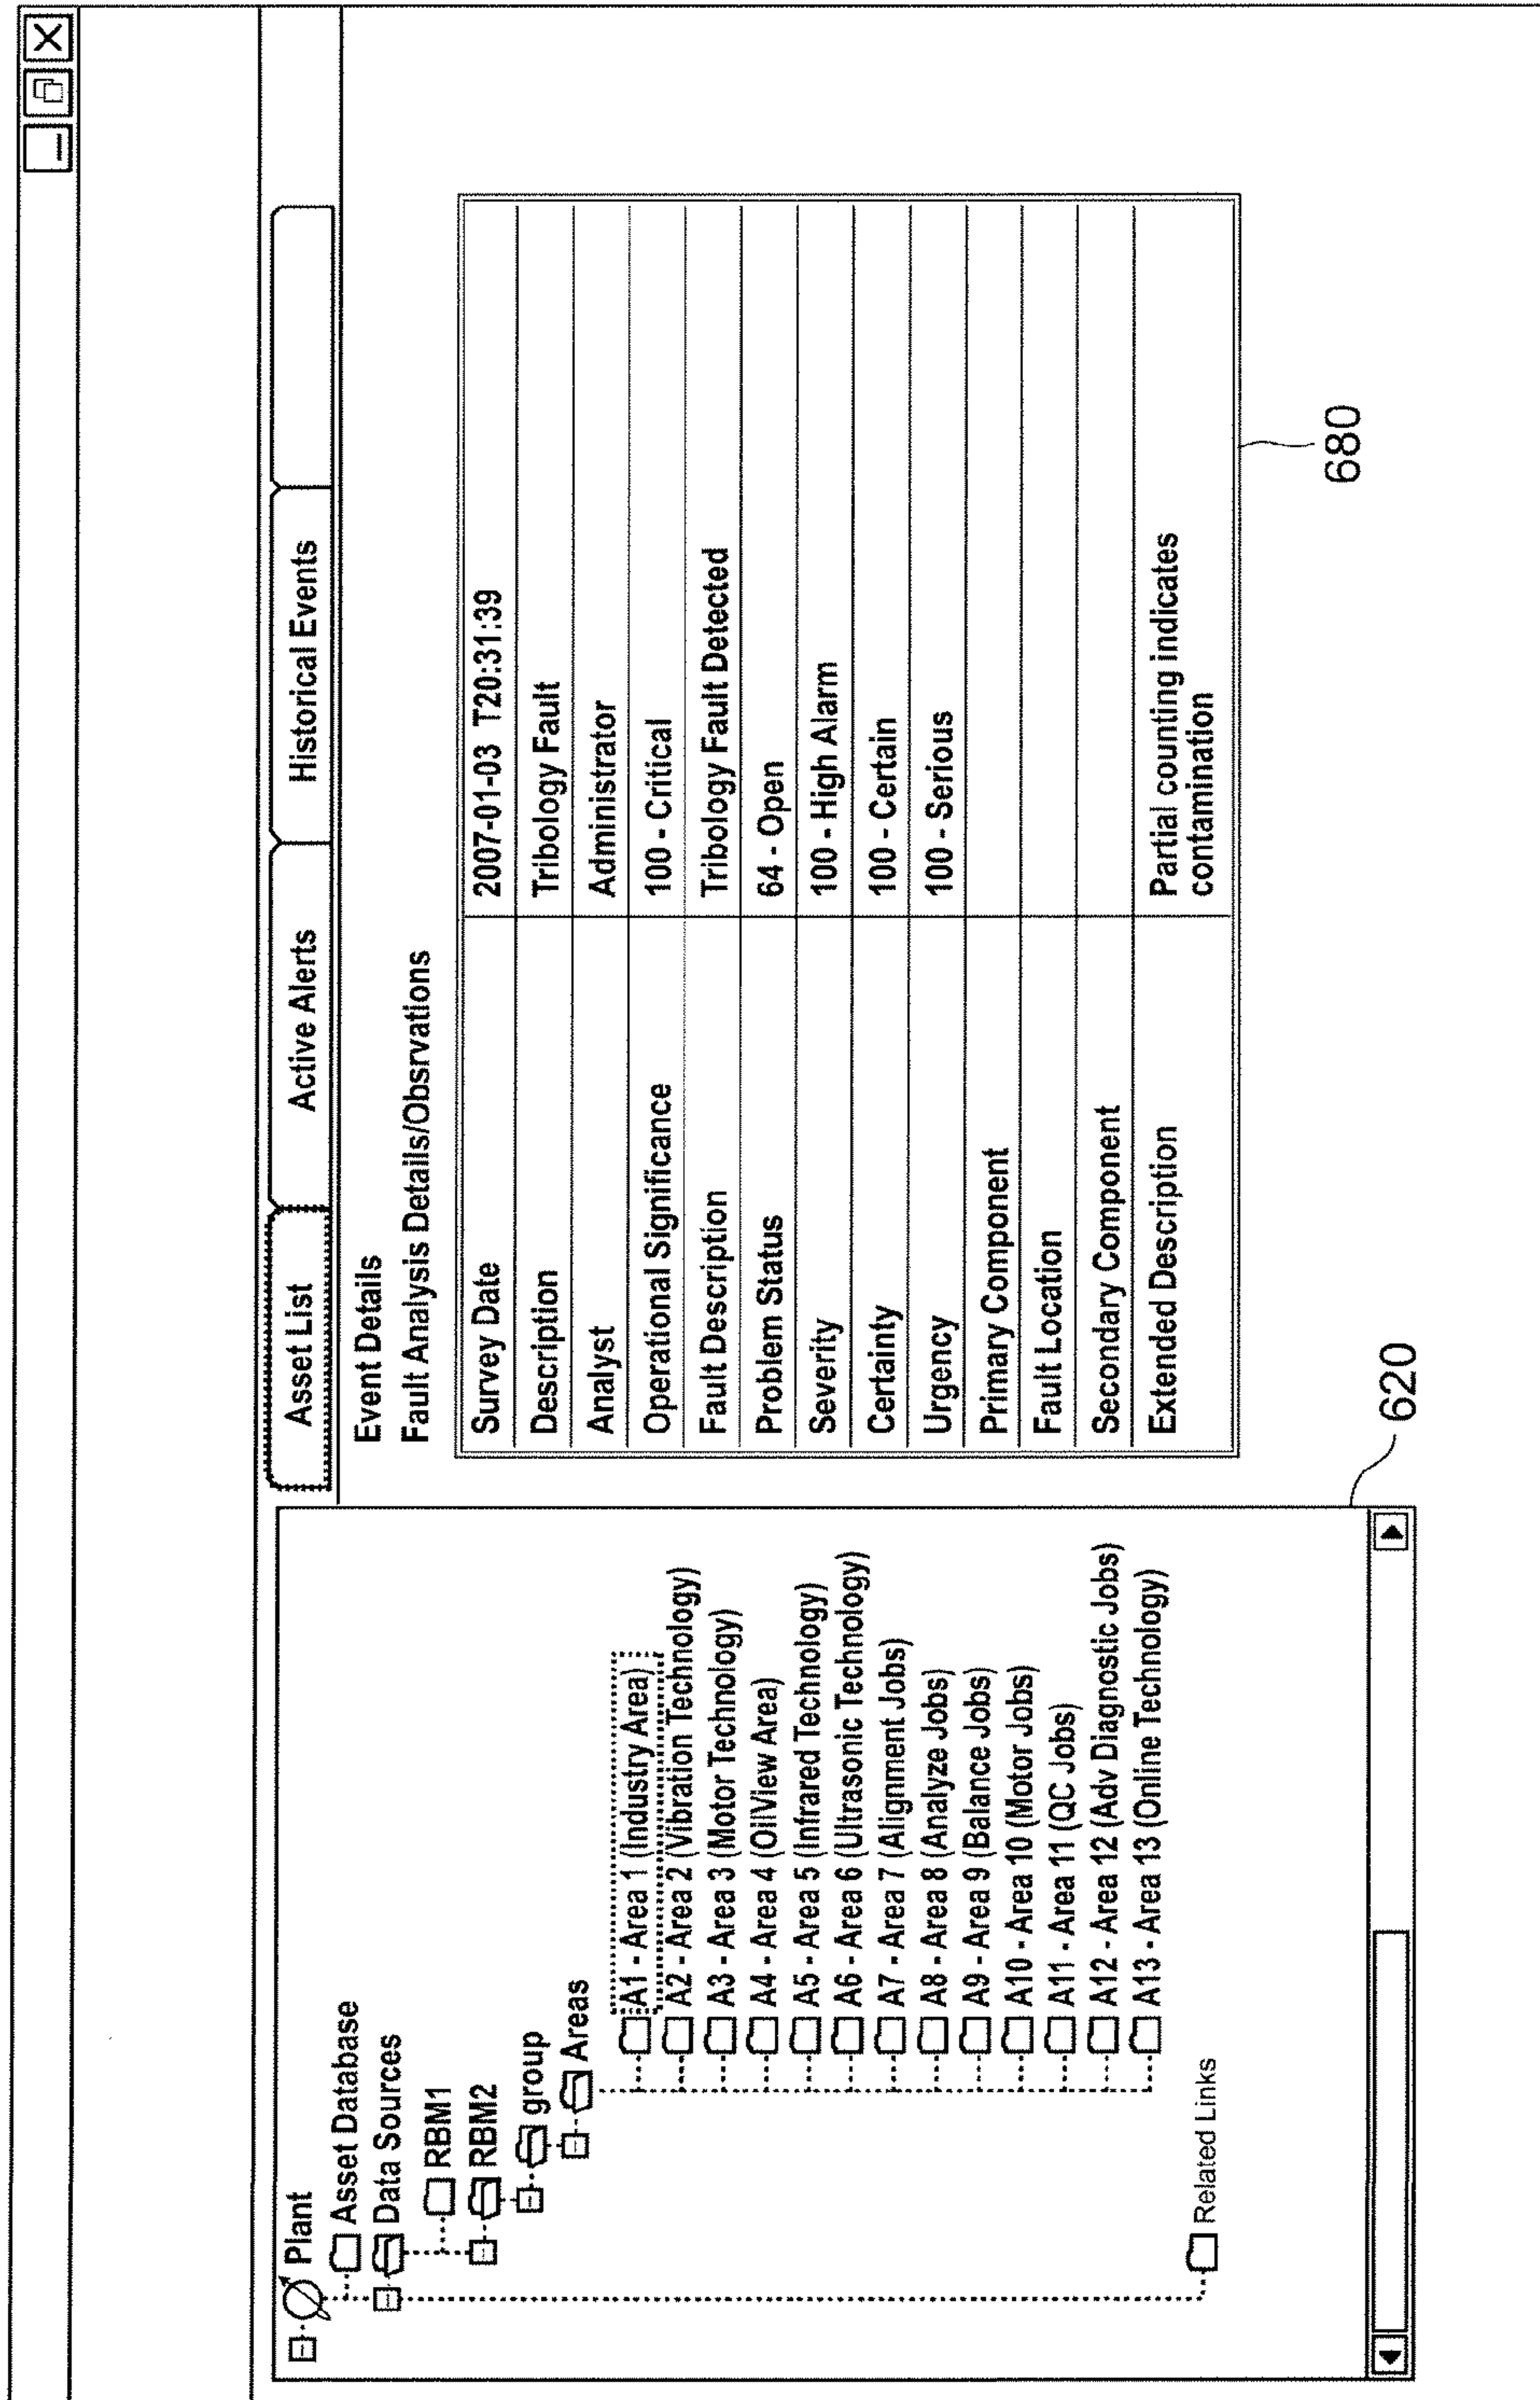 Asset List
Active Alerts
Historical Events
Plant
Asset Database
Data Sources
RBM1
RBM2
group
Areas
A1 - Area 1 (Industry Area)
A2 - Area 2 (Vibration Technology)
A3 - Area 3 (Motor Technology)
A4 - Area 4 (OilView Area)
A5 - Area 5 (Infrared Technology)
A6 - Area 6 (Ultrasonic Technology)
A7 - Area 7 (Alignment Jobs)
A8 - Area 8 (Analyze Jobs)
A9 - Area 9 (Balance Jobs)
A10 - Area 10 (Motor Jobs)
A11 - Area 11 (QC Jobs)
A12 - Area 12 (Adv Diagnostic Jobs)
A13 - Area 13 (Online Technology)
Related Links
620
Event Details
Fault Analysis Details/Obsrvations
Survey Date 2007-01-03 T20:31:39
Description Tribology Fault
Analyst Administrator
Operational Significance 100 - Critical
Fault Description Tribology Fault Detected
Problem Status 64 - Open
Severity 100 - High Alarm
Certainty 100 - Certain
Urgency 100 - Serious
Primary Component
Fault Location
Secondary Component
Extended Description Partial counting indicates
contamination
680